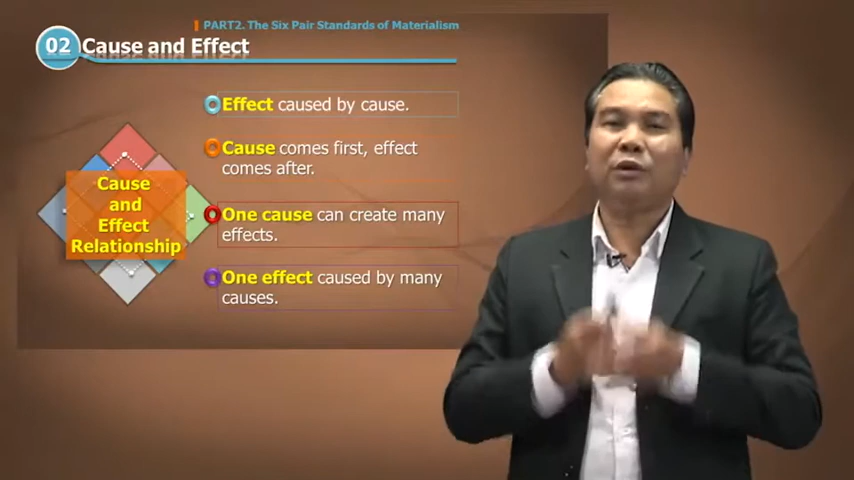 PART2. The Six Pair Standards of Materialism
02 Cause and Effect
Effect caused by cause.
Cause comes first, effect
comes after.
Cause
and
Effect
Relationship
One cause can create many
effects.
One effect caused by many
causes.